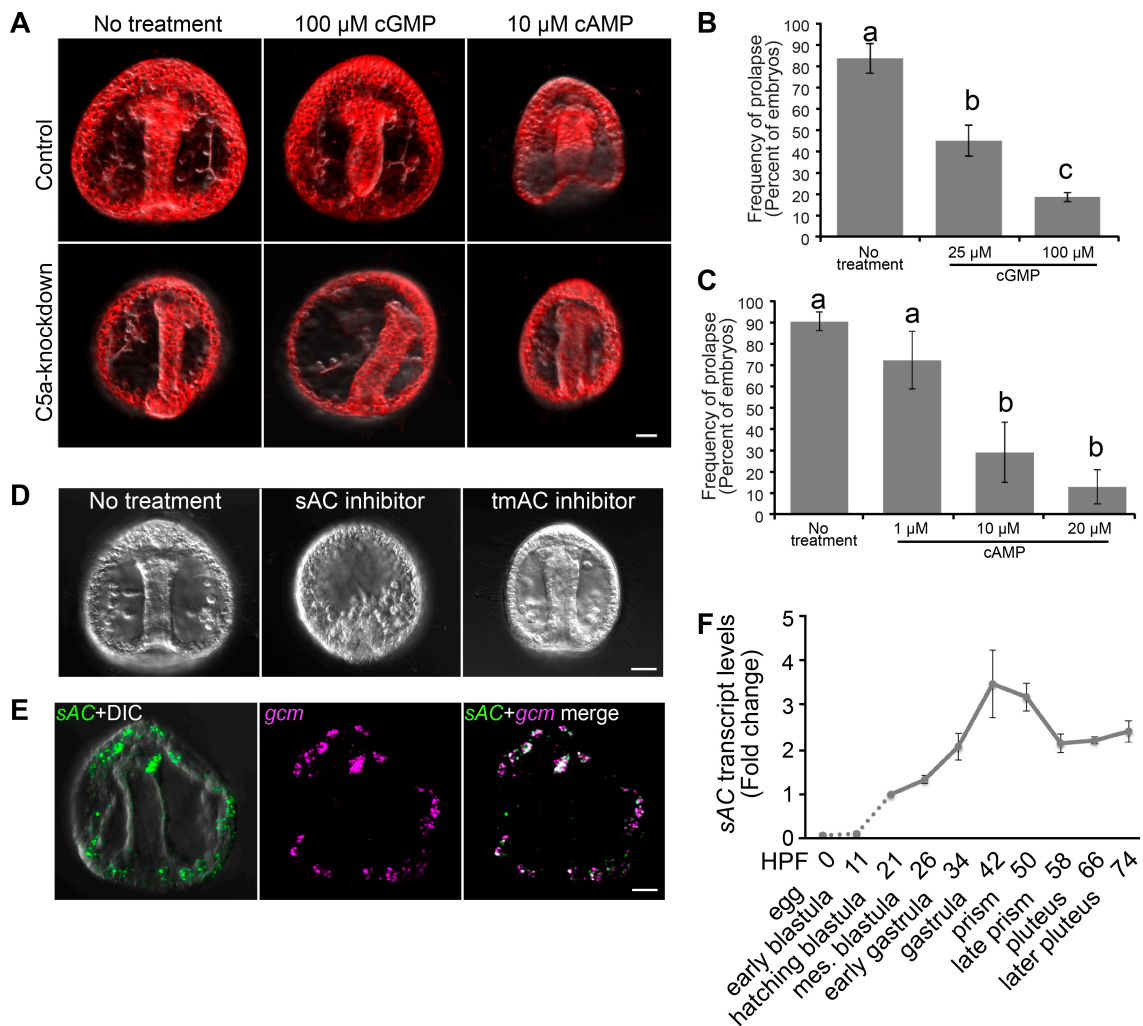 A
No treatment
100 µM cGMP
10 µM cAMP
Control
C5a-knockdown
B
Frequency of prolapse
(Percent of embryos)
100
90
80
70
60
50
40
30
20
10
0
a
b
c
No
treatment
25 µM
100 µM
cGMP
C
Frequency of prolapse
(Percent of embryos)
100
90
80
70
60
50
40
30
20
10
0
a
a
b
b
No
treatment
1 µM
10 µM
20 µM
cAMP
D
No treatment
sAC inhibitor
tmAC inhibitor
E
sAC+DIC
gcm
sAC+gcm merge
F
sAC transcript levels
(Fold change)
5
4
3
2
1
0
HPF
0
11
21
26
34
42
50
58
66
74
egg
early blastula
hatching blastula
mes. blastula
early gastrula
gastrula
prism
late prism
pluteus
later pluteus